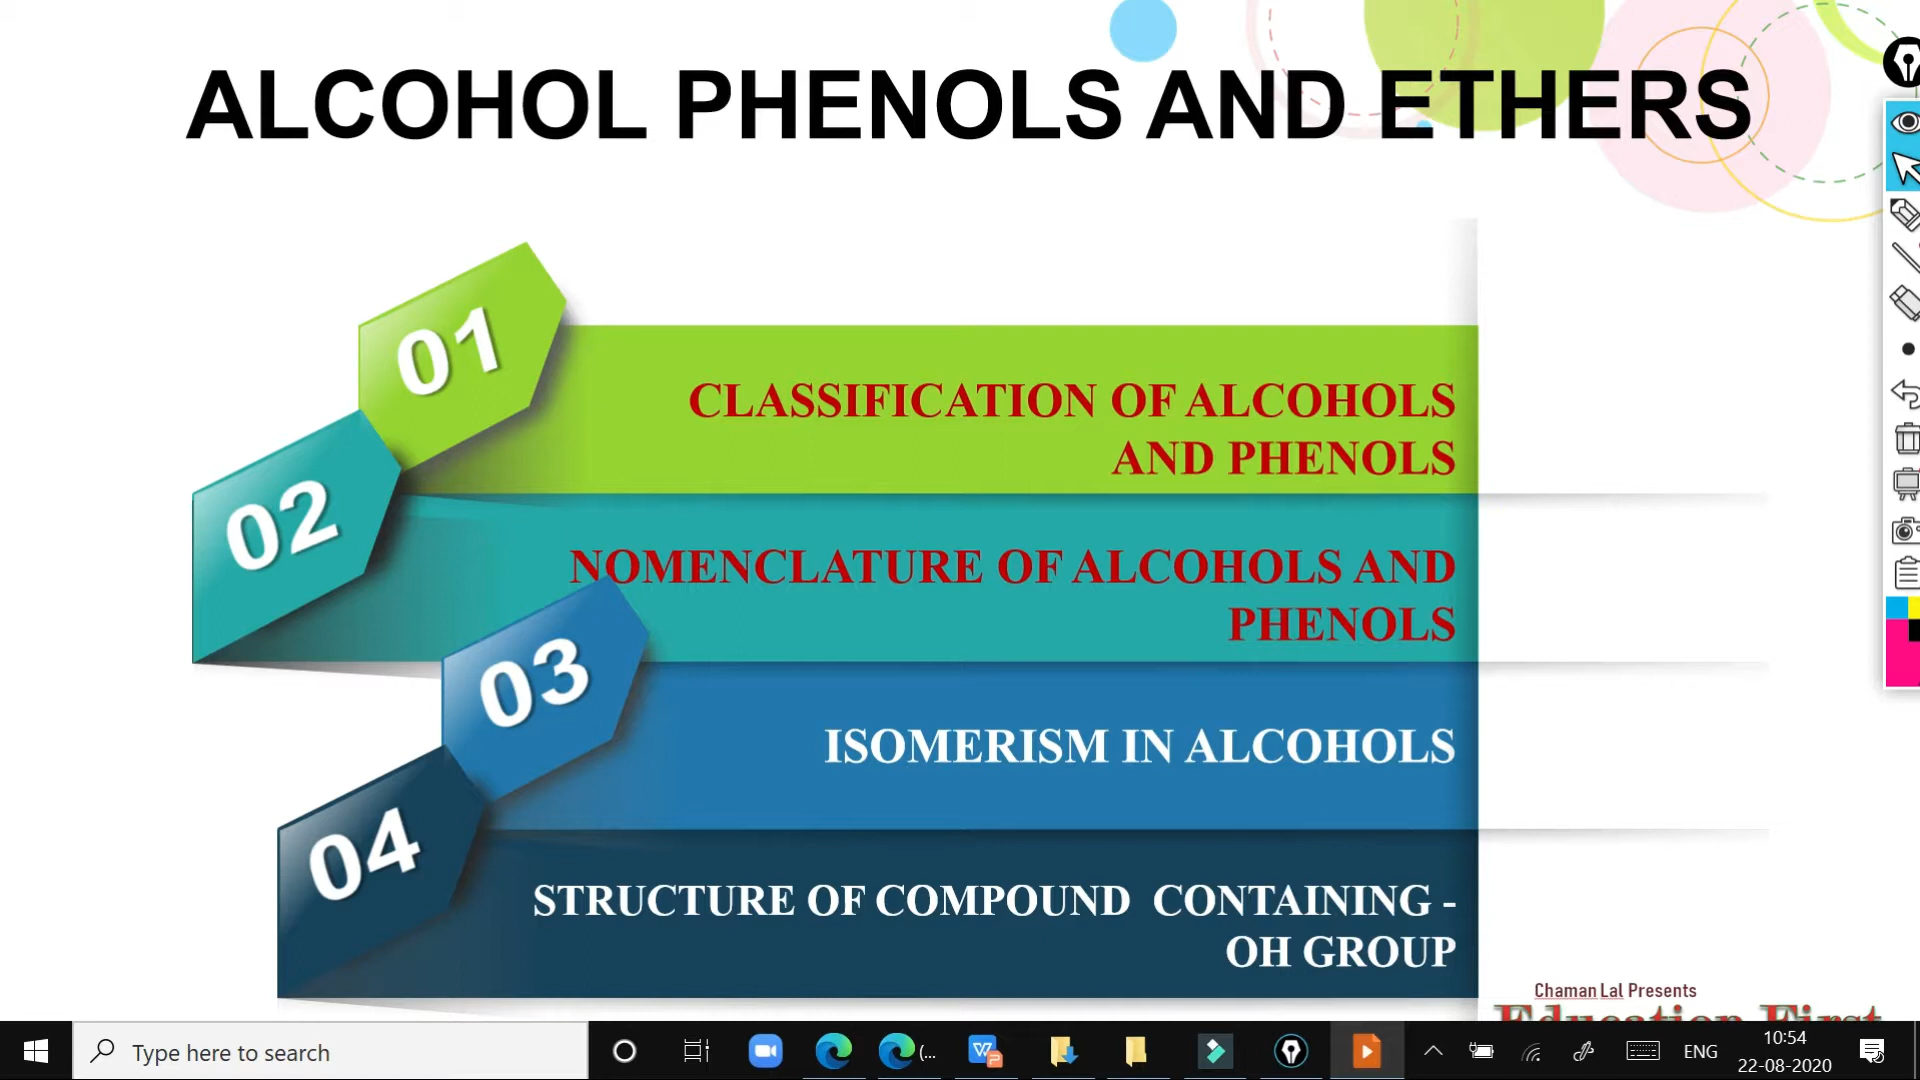 ALCOHOL PHENOLS AND ETHERS
01
CLASSIFICATION OF ALCOHOLS
AND PHENOLS
02
NOMENCLATURE OF ALCOHOLS AND
PHENOLS
03
ISOMERISM IN ALCOHOLS
04
STRUCTURE OF COMPOUND CONTAINING -
OH GROUP
Chaman Lal Presents
Education First
Type here to search
(...
ENG
10:54
22-08-2020